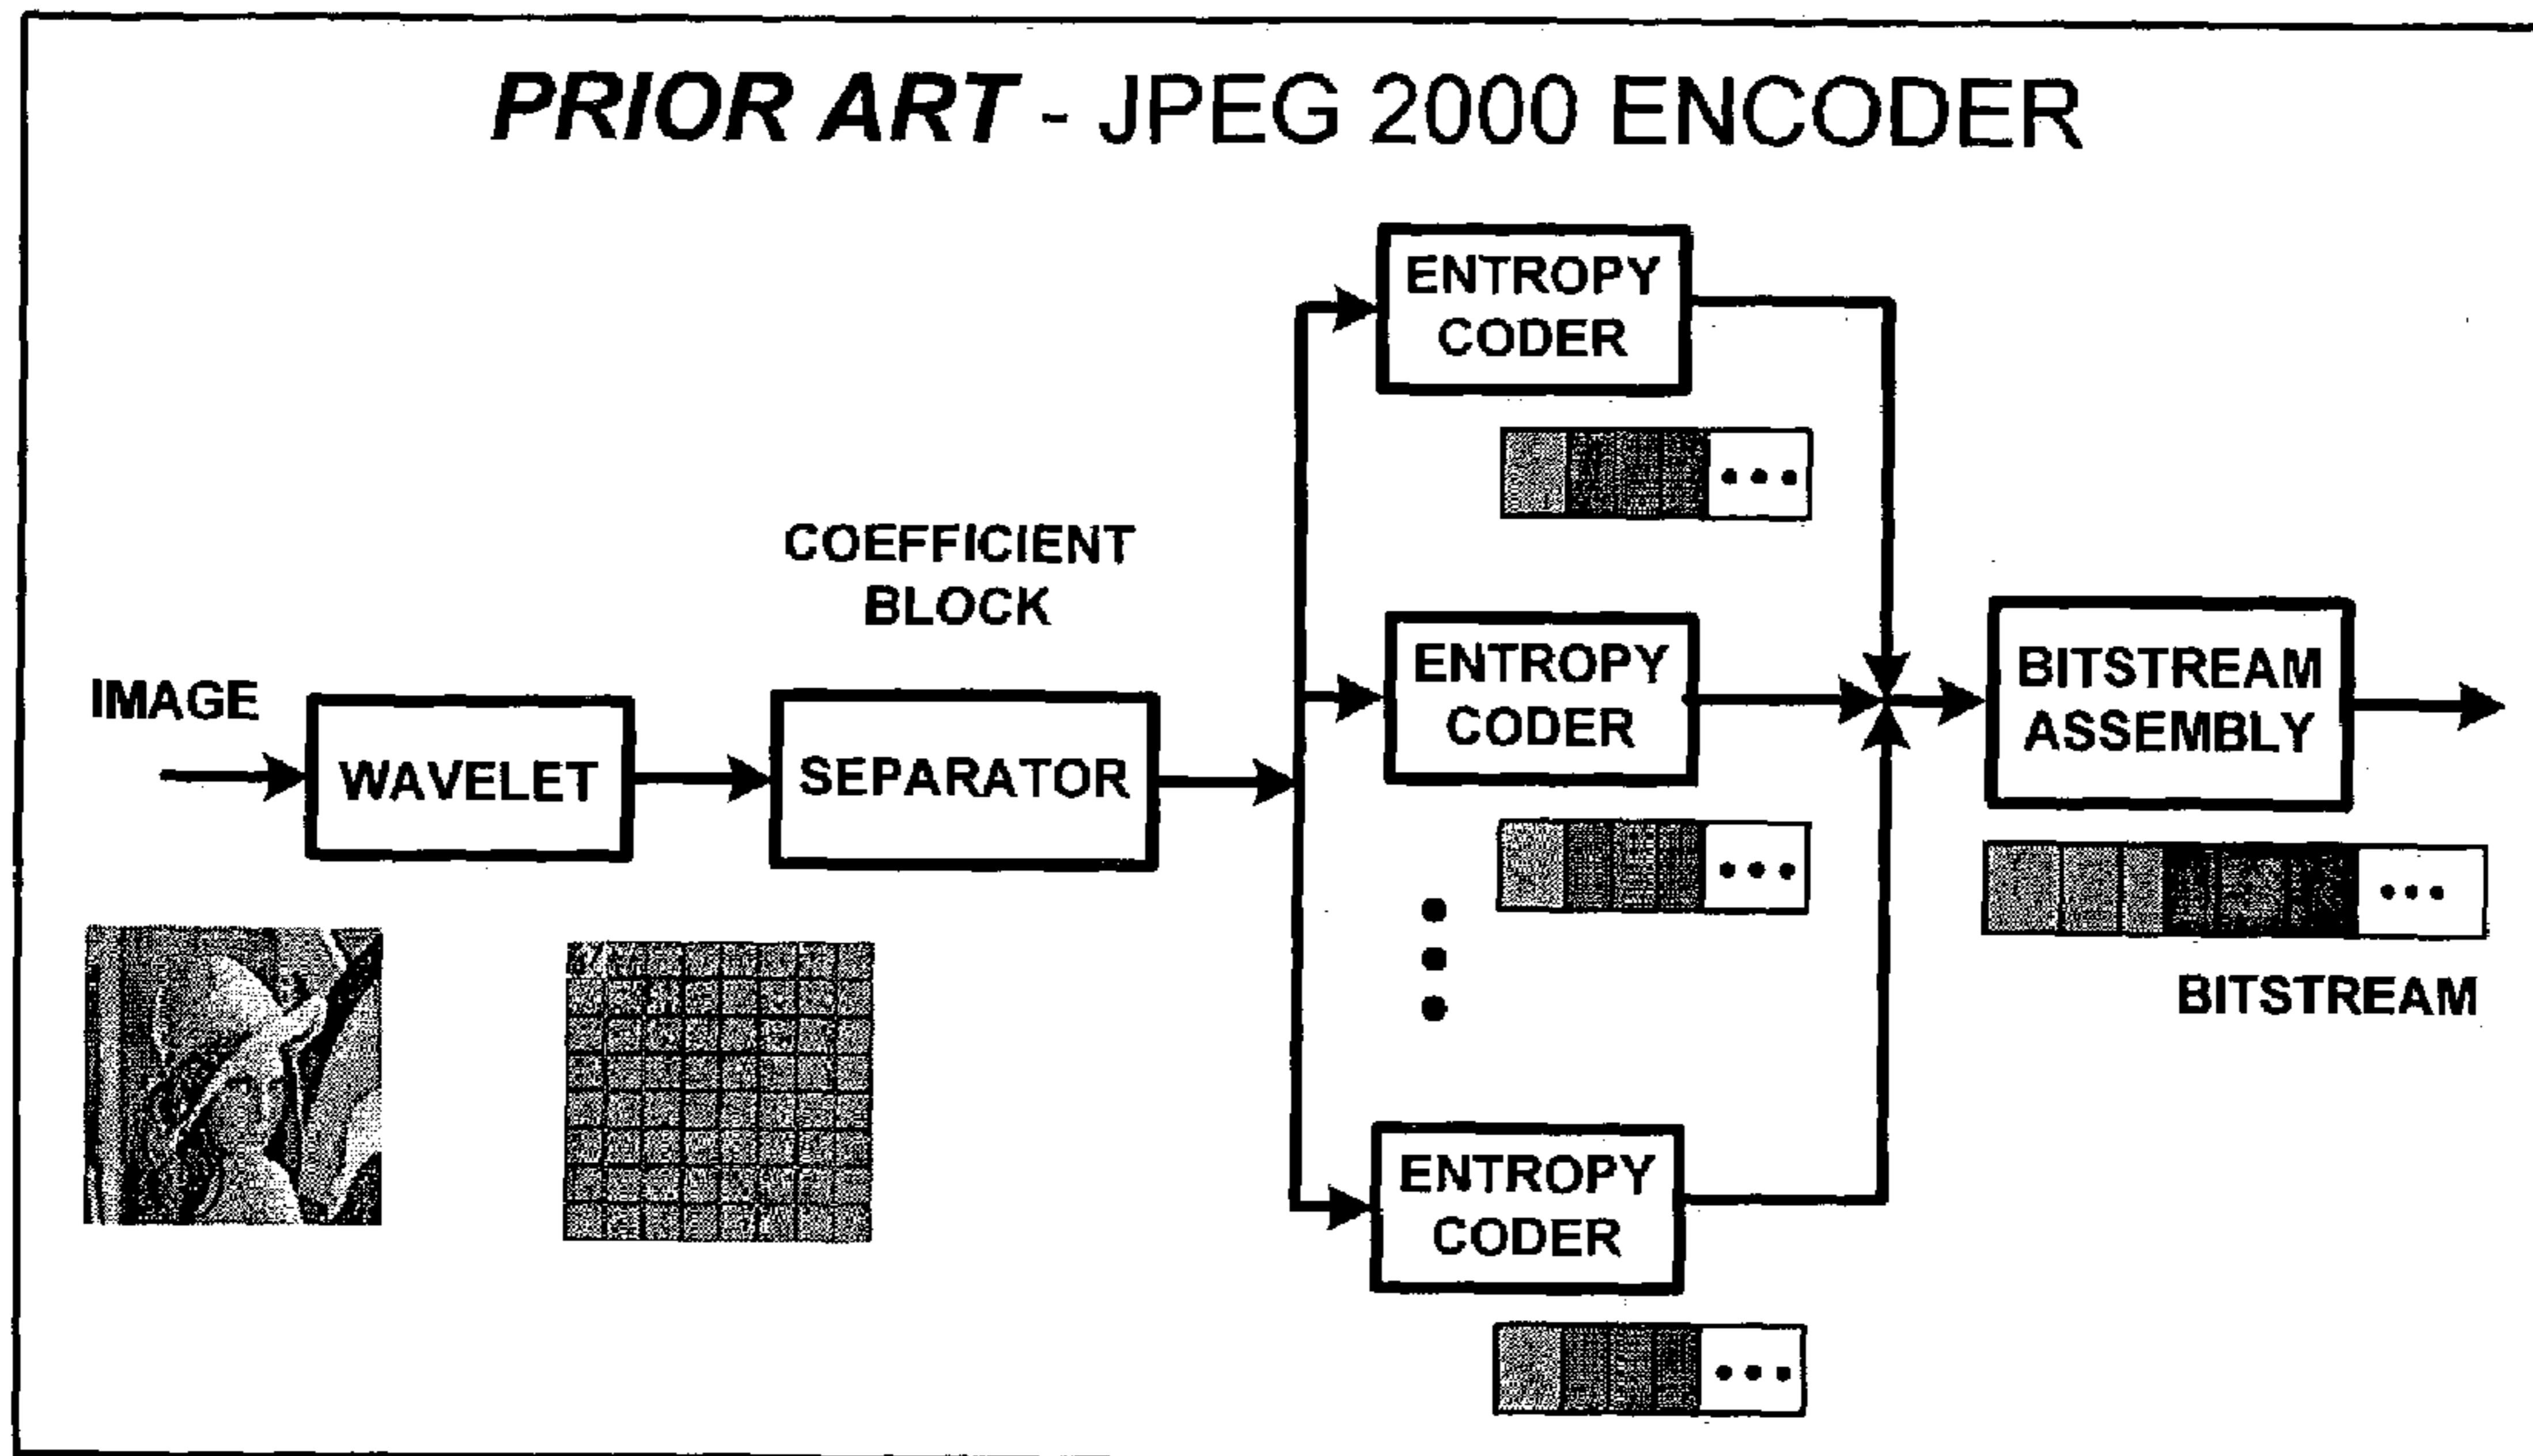 PRIOR ART - JPEG 2000 ENCODER
IMAGE
WAVELET
COEFFICIENT
BLOCK
SEPARATOR
ENTROPY
CODER
ENTROPY
CODER
ENTROPY
CODER
BITSTREAM
ASSEMBLY
BITSTREAM